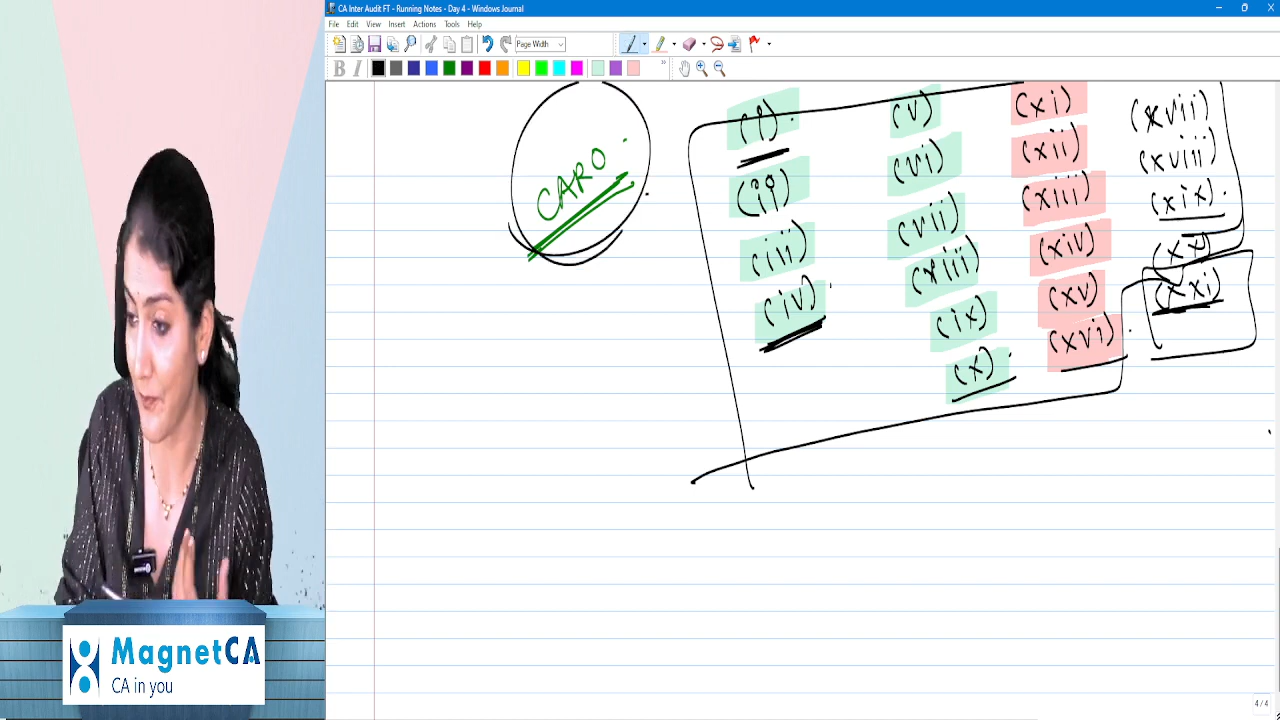 CA Inter Audit FT - Running Notes - Day 4 - Windows Journal
File Edit View Insert Actions Tools Help
Page Width
B I
CARO
(i)
(ii)
(iii)
(iv)
(v)
(vi)
(vii)
(xiii)
(ix)
(x)
(xi)
(xii)
(xiii)
(xiv)
(xv)
(xvi)
(xvii)
(xviii)
(xix)
(xx)
(xxi)
MagnetCA
CA in you
4 / 4